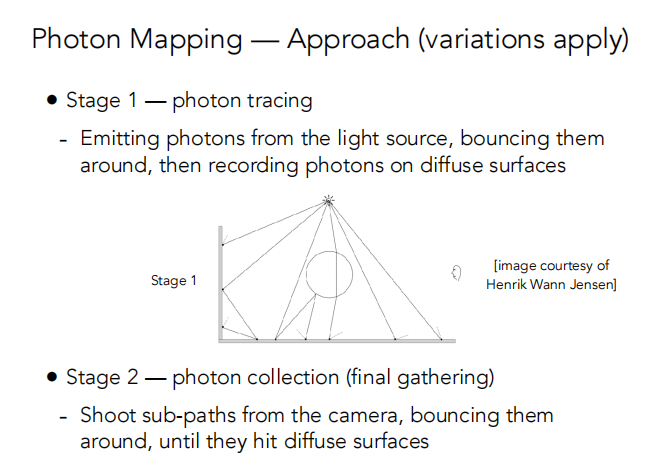 Photon Mapping — Approach (variations apply)
● Stage 1 — photon tracing
- Emitting photons from the light source, bouncing them
around, then recording photons on diffuse surfaces
Stage 1
[image courtesy of
Henrik Wann Jensen]
● Stage 2 — photon collection (final gathering)
- Shoot sub-paths from the camera, bouncing them
around, until they hit diffuse surfaces